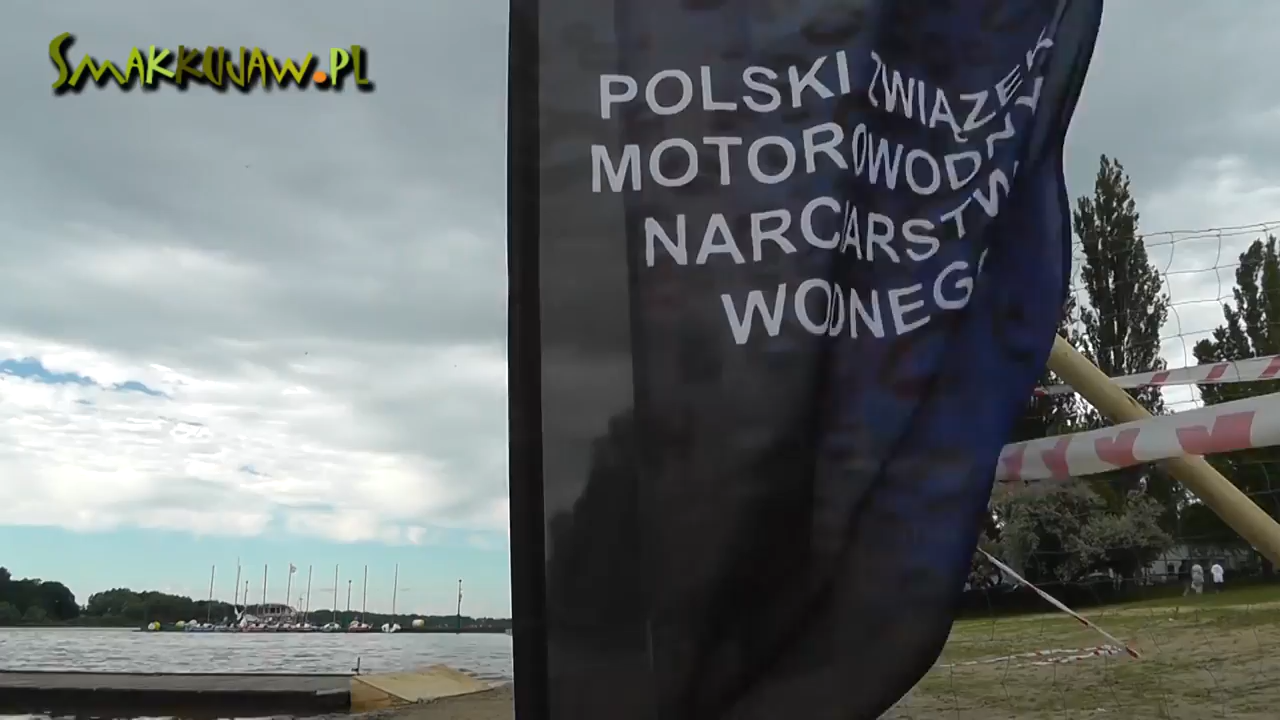 SMAKKUJAW.PL
POLSKI ZWIĄZEK
MOTOROWODNY
NARCIARSTWA
WODNEGO